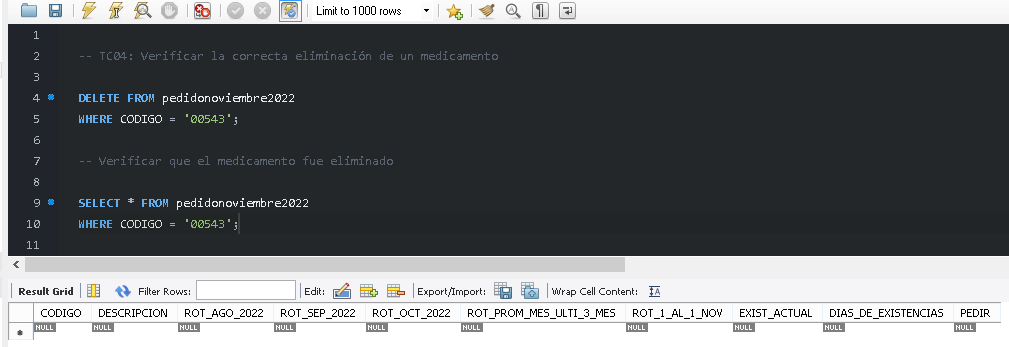 Limit to 1000 rows
1
2 -- TC04: Verificar la correcta eliminación de un medicamento
3
4 DELETE FROM pedidonoviembre2022
5 WHERE CODIGO = '00543';
6
7 -- Verificar que el medicamento fue eliminado
8
9 SELECT * FROM pedidonoviembre2022
10 WHERE CODIGO = '00543';
11
Result Grid Filter Rows: Edit: Export/Import: Wrap Cell Content: IA
CODIGO DESCRIPCION ROT_AGO_2022 ROT_SEP_2022 ROT_OCT_2022 ROT_PROM_MES_ULTI_3_MES ROT_1_AL_1_NOV EXIST_ACTUAL DIAS_DE_EXISTENCIAS PEDIR
* NULL NULL NULL NULL NULL NULL NULL NULL NULL NULL